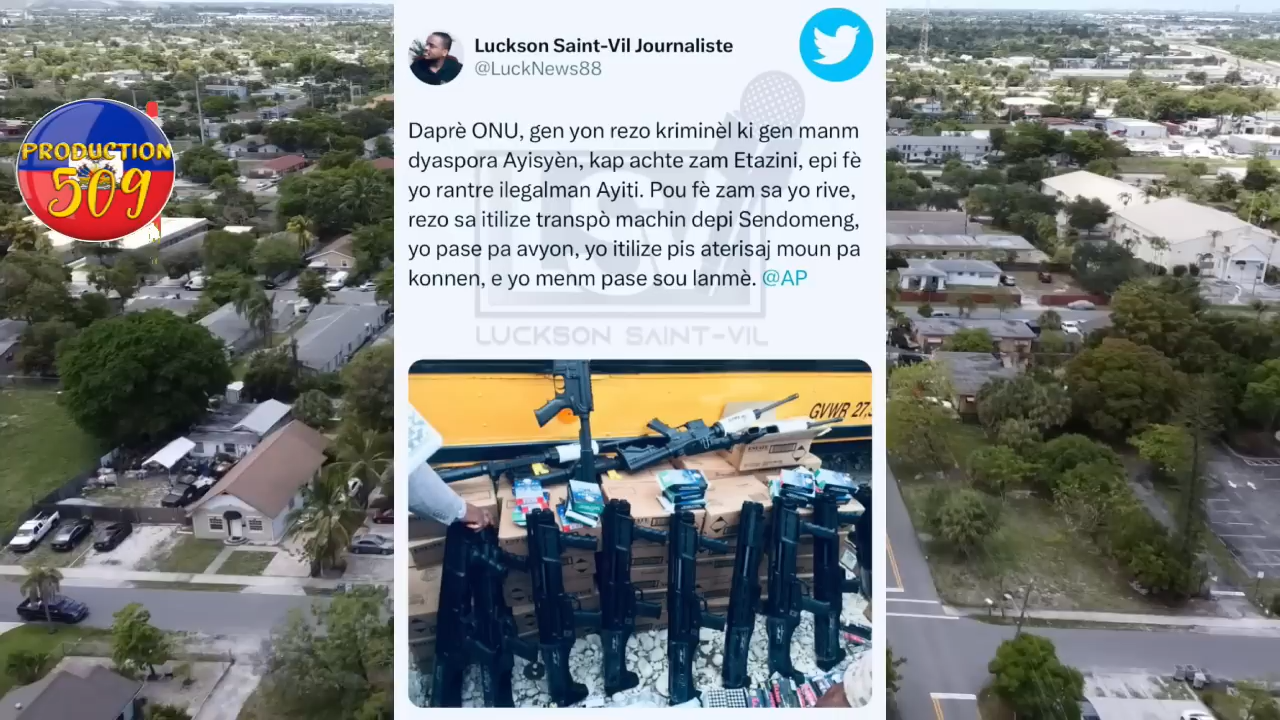 PRODUCTION
509
Luckson Saint-Vil Journaliste
@LuckNews88
Daprè ONU, gen yon rezo kriminèl ki gen manm
dyaspora Ayisyèn, kap achte zam Etazini, epi fè
yo rantre ilegalman Ayiti. Pou fè zam sa yo rive,
rezo sa itilize transpò machin depi Sendomeng,
yo pase pa avyon, yo itilize pis aterisaj moun pa
konnen, e yo menm pase sou lanmè. @AP
LUCKSON SAINT-VIL
GVWR 27,